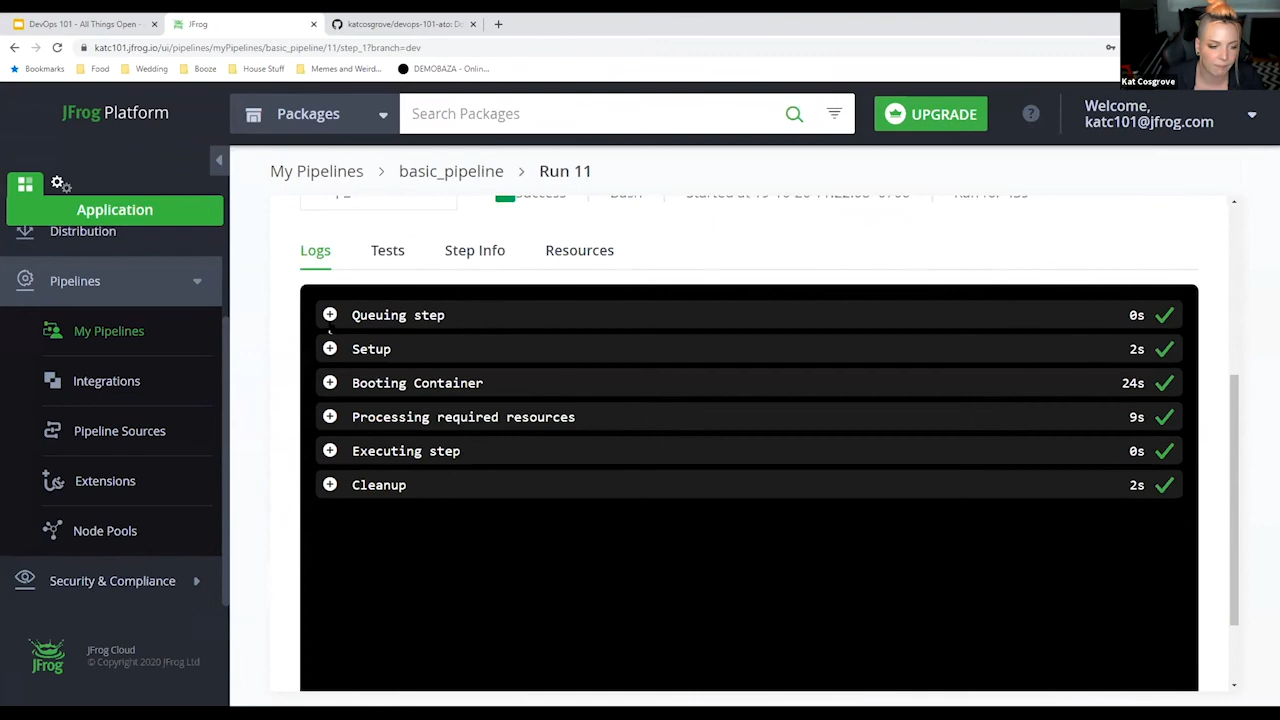 DevOps 101 - All Things Open -
JFrog
katcosgrove/devops-101-ato: Do
katc101.jfrog.io/ui/pipelines/myPipelines/basic_pipeline/11/step_1?branch=dev
Bookmarks
Food
Wedding
Booze
House Stuff
Memes and Weird...
DEMOBAZA - Onlin...
Kat Cosgrove
JFrog Platform
Packages
Search Packages
UPGRADE
?
Welcome,
katc101@jfrog.com
Application
Distribution
Pipelines
My Pipelines
Integrations
Pipeline Sources
Extensions
Node Pools
Security & Compliance
JFrog
JFrog Cloud
© Copyright 2020 JFrog Ltd
My Pipelines > basic_pipeline > Run 11
Success
Logs
Tests
Step Info
Resources
Queuing step 0s
Setup 2s
Booting Container 24s
Processing required resources 9s
Executing step 0s
Cleanup 2s